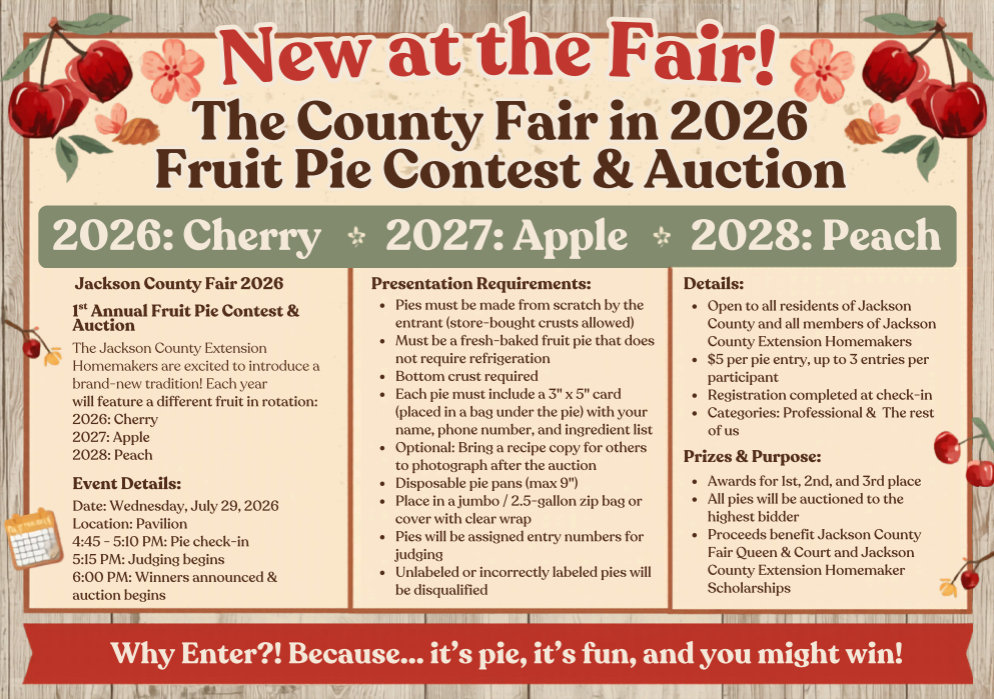 New at the Fair!
The County Fair in 2026
Fruit Pie Contest & Auction
2026: Cherry 2027: Apple 2028: Peach
Jackson County Fair 2026
1st Annual Fruit Pie Contest &
Auction
The Jackson County Extension
Homemakers are excited to introduce a
brand-new tradition! Each year
will feature a different fruit in rotation:
2026: Cherry
2027: Apple
2028: Peach
Event Details:
Date: Wednesday, July 29, 2026
Location: Pavilion
4:45 - 5:10 PM: Pie check-in
5:15 PM: Judging begins
6:00 PM: Winners announced &
auction begins
Presentation Requirements:
• Pies must be made from scratch by the
entrant (store-bought crusts allowed)
• Must be a fresh-baked fruit pie that does
not require refrigeration
• Bottom crust required
• Each pie must include a 3" x 5" card
(placed in a bag under the pie) with your
name, phone number, and ingredient list
• Optional: Bring a recipe copy for others
to photograph after the auction
• Disposable pie pans (max 9")
• Place in a jumbo / 2.5-gallon zip bag or
cover with clear wrap
• Pies will be assigned entry numbers for
judging
• Unlabeled or incorrectly labeled pies will
be disqualified
Details:
• Open to all residents of Jackson
County and all members of Jackson
County Extension Homemakers
• $5 per pie entry, up to 3 entries per
participant
• Registration completed at check-in
• Categories: Professional & The rest
of us
Prizes & Purpose:
• Awards for 1st, 2nd, and 3rd place
• All pies will be auctioned to the
highest bidder
• Proceeds benefit Jackson County
Fair Queen & Court and Jackson
County Extension Homemaker
Scholarships
Why Enter?! Because... it's pie, it's fun, and you might win!